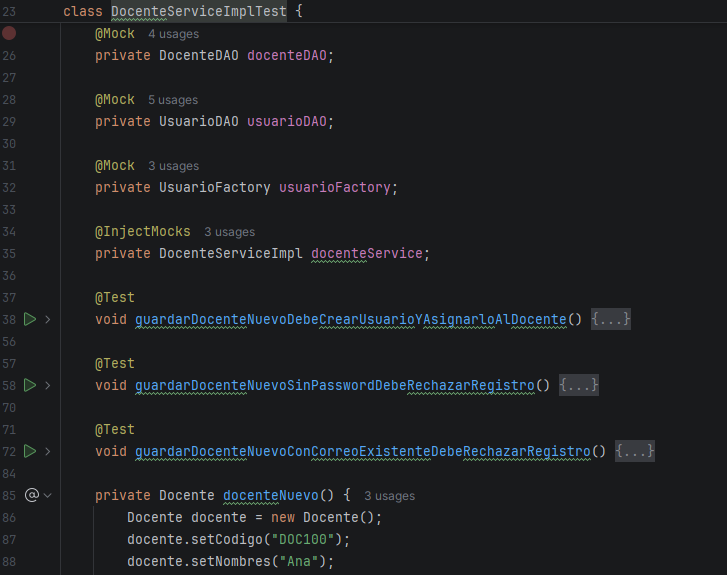 23 class DocenteServiceImplTest {
@Mock 4 usages
26 private DocenteDAO docenteDAO;
27
28 @Mock 5 usages
29 private UsuarioDAO usuarioDAO;
30
31 @Mock 3 usages
32 private UsuarioFactory usuarioFactory;
33
34 @InjectMocks 3 usages
35 private DocenteServiceImpl docenteService;
36
37 @Test
38 void guardarDocenteNuevoDebeCrearUsuarioYAsignarloAlDocente() {...}
56
57 @Test
58 void guardarDocenteNuevoSinPasswordDebeRechazarRegistro() {...}
70
71 @Test
72 void guardarDocenteNuevoConCorreoExistenteDebeRechazarRegistro() {...}
84
85 @ private Docente docenteNuevo() { 3 usages
86 Docente docente = new Docente();
87 docente.setCodigo("DOC100");
88 docente.setNombres("Ana");